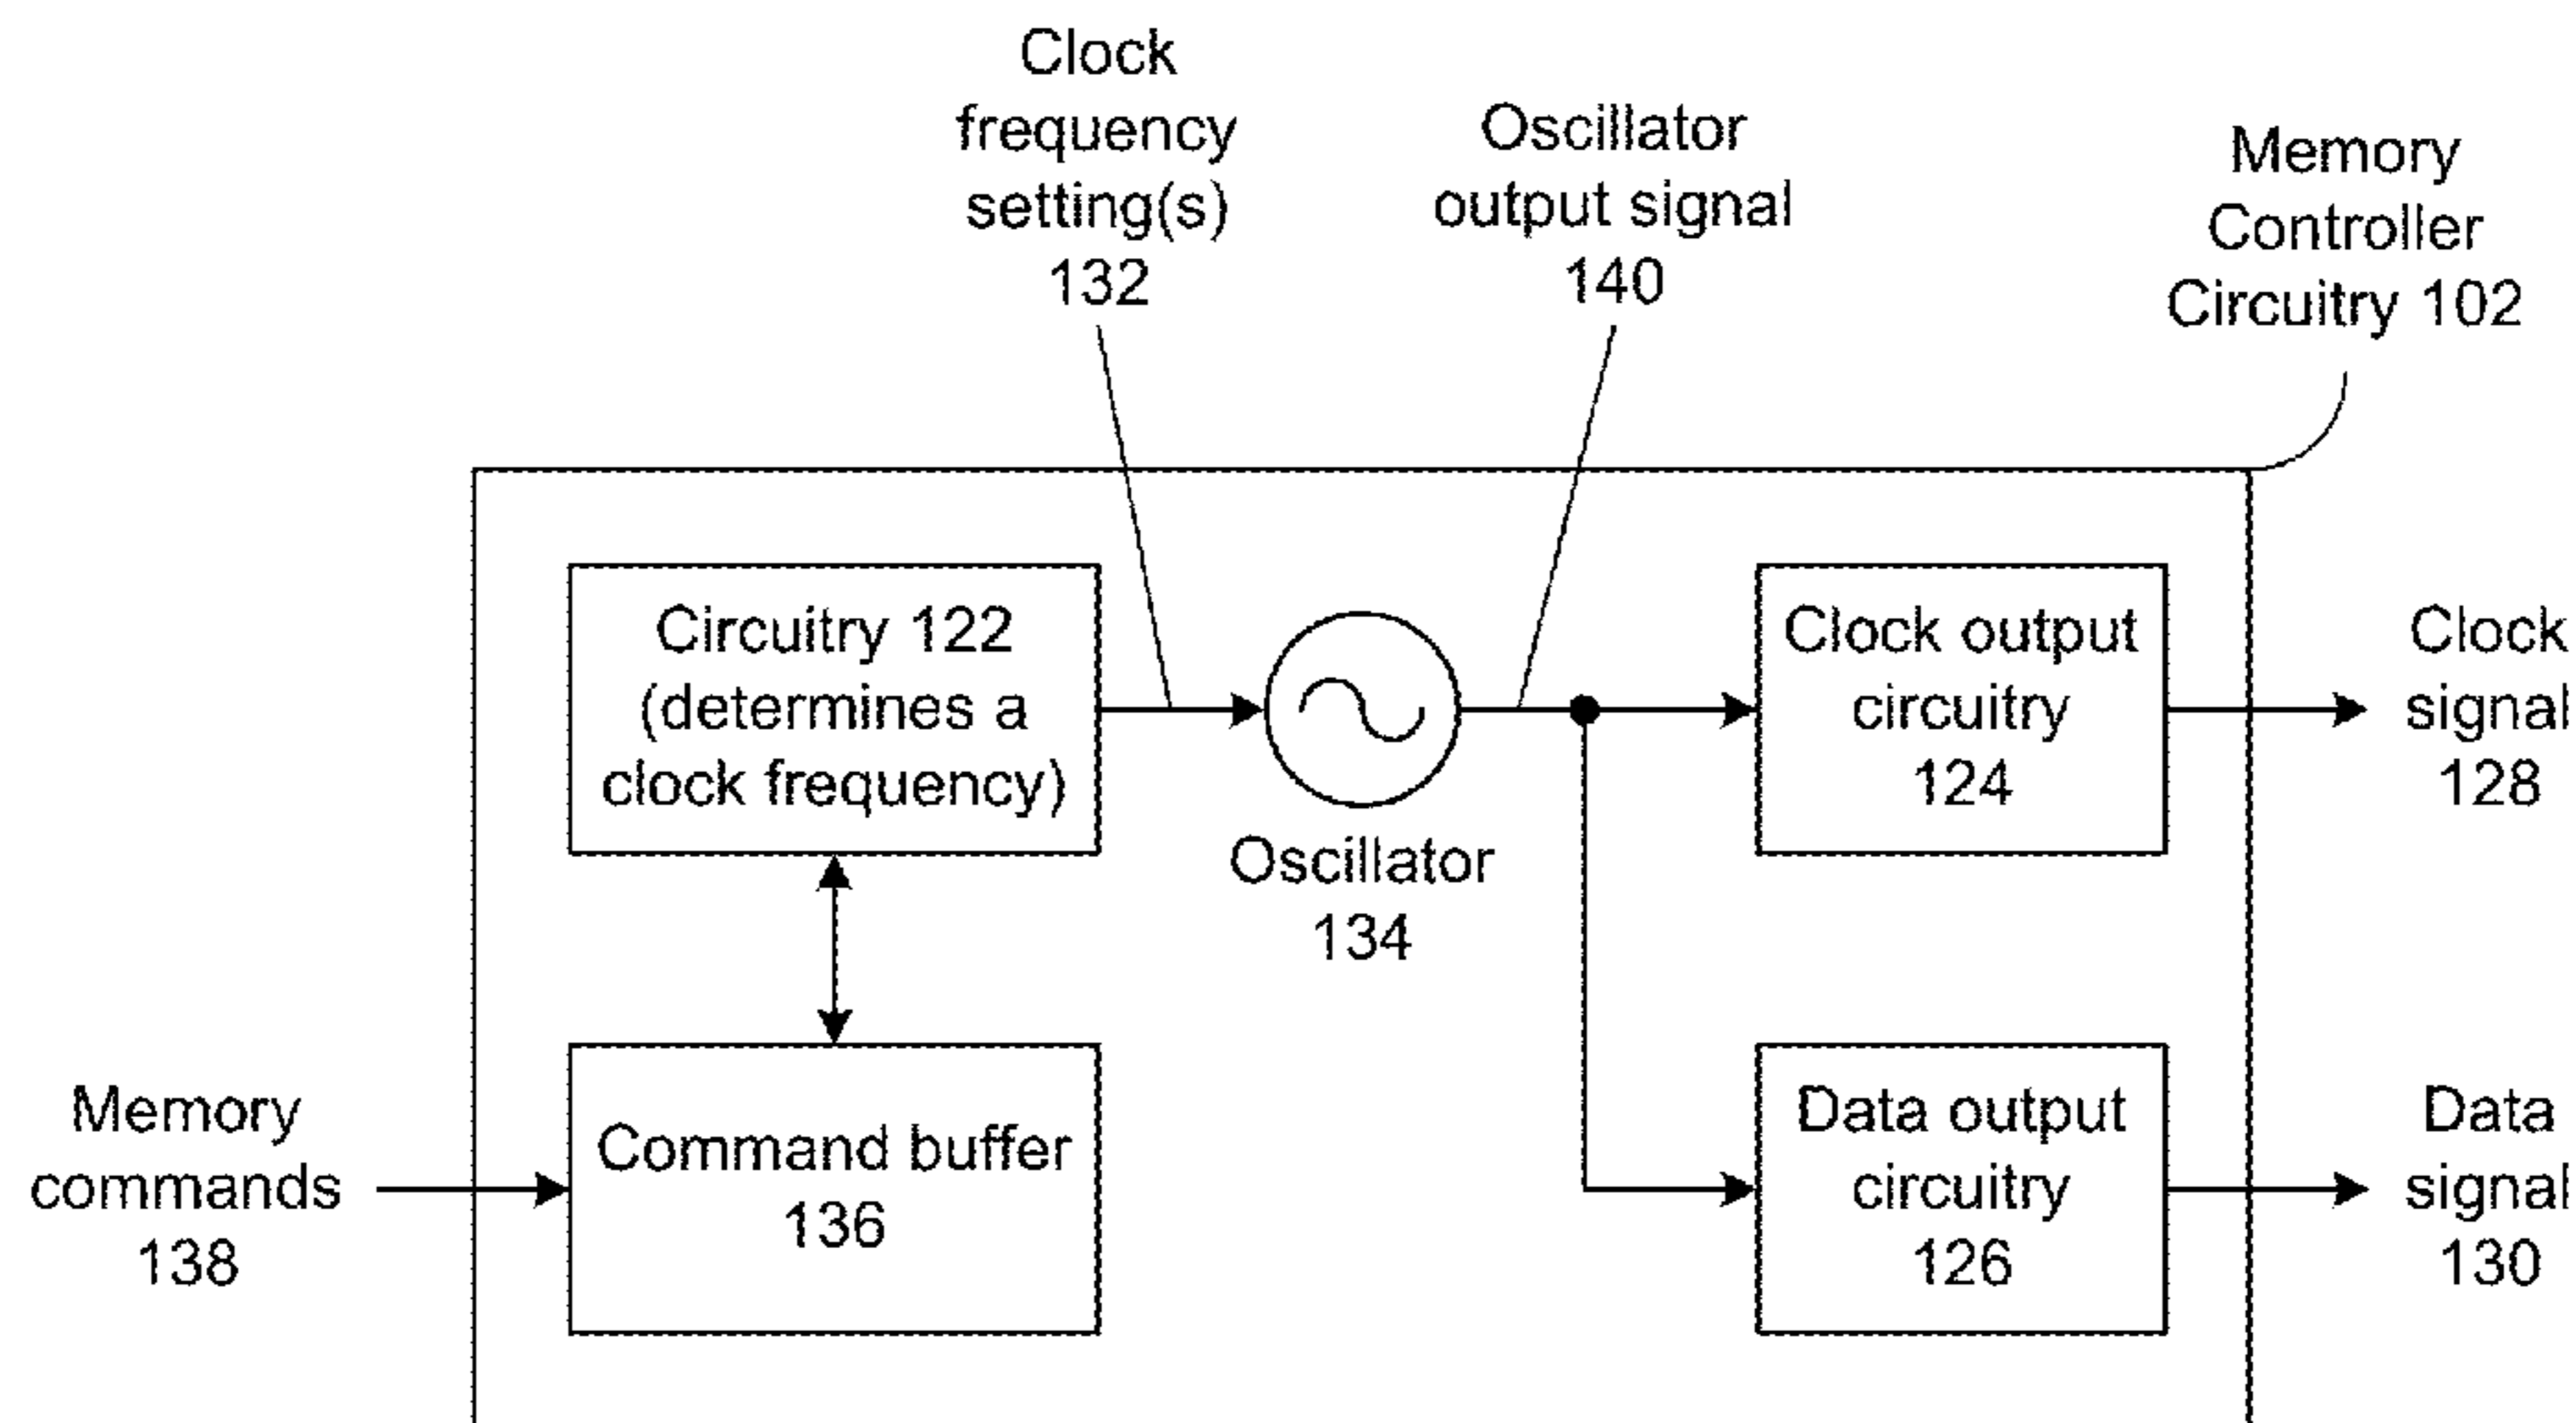 Clock
frequency
setting(s)
132
Oscillator
output signal
140
Memory
Controller
Circuitry 102
Circuitry 122
(determines a
clock frequency)
Oscillator
134
Clock output
circuitry
124
Clock
signal
128
Memory
commands
138
Command buffer
136
Data output
circuitry
126
Data
signal
130